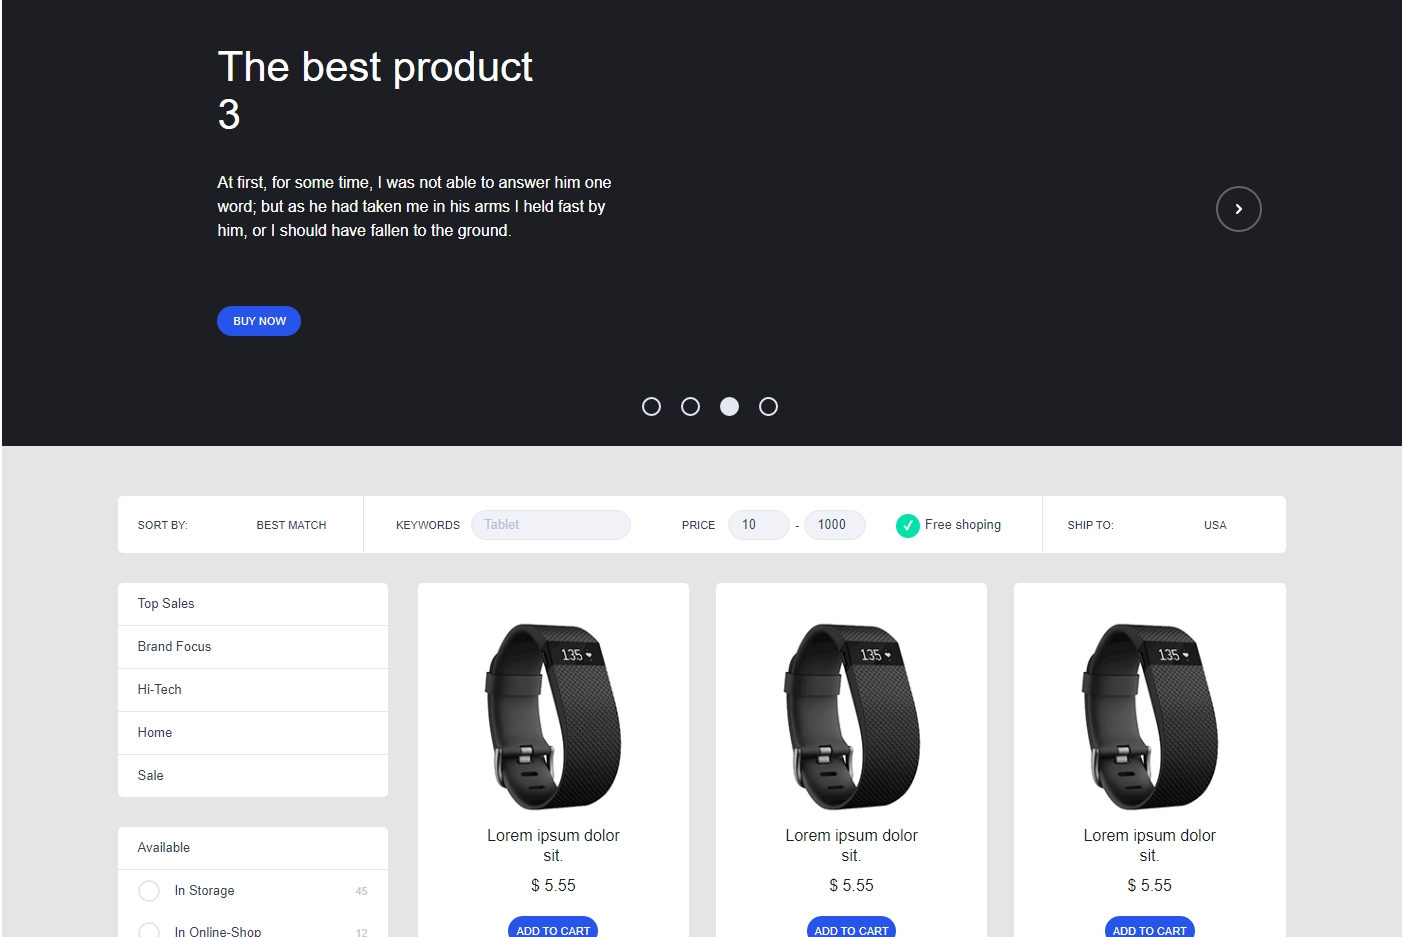 The best product
3
At first, for some time, I was not able to answer him one
word; but as he had taken me in his arms I held fast by
him, or I should have fallen to the ground.
BUY NOW
SORT BY: BEST MATCH KEYWORDS Tablet PRICE 10 - 1000 Free shoping SHIP TO: USA
Top Sales
Brand Focus
Hi-Tech
Home
Sale
Available
In Storage 45
In Online-Shop 12
135
Lorem ipsum dolor
sit.
$ 5.55
ADD TO CART
135
Lorem ipsum dolor
sit.
$ 5.55
ADD TO CART
135
Lorem ipsum dolor
sit.
$ 5.55
ADD TO CART